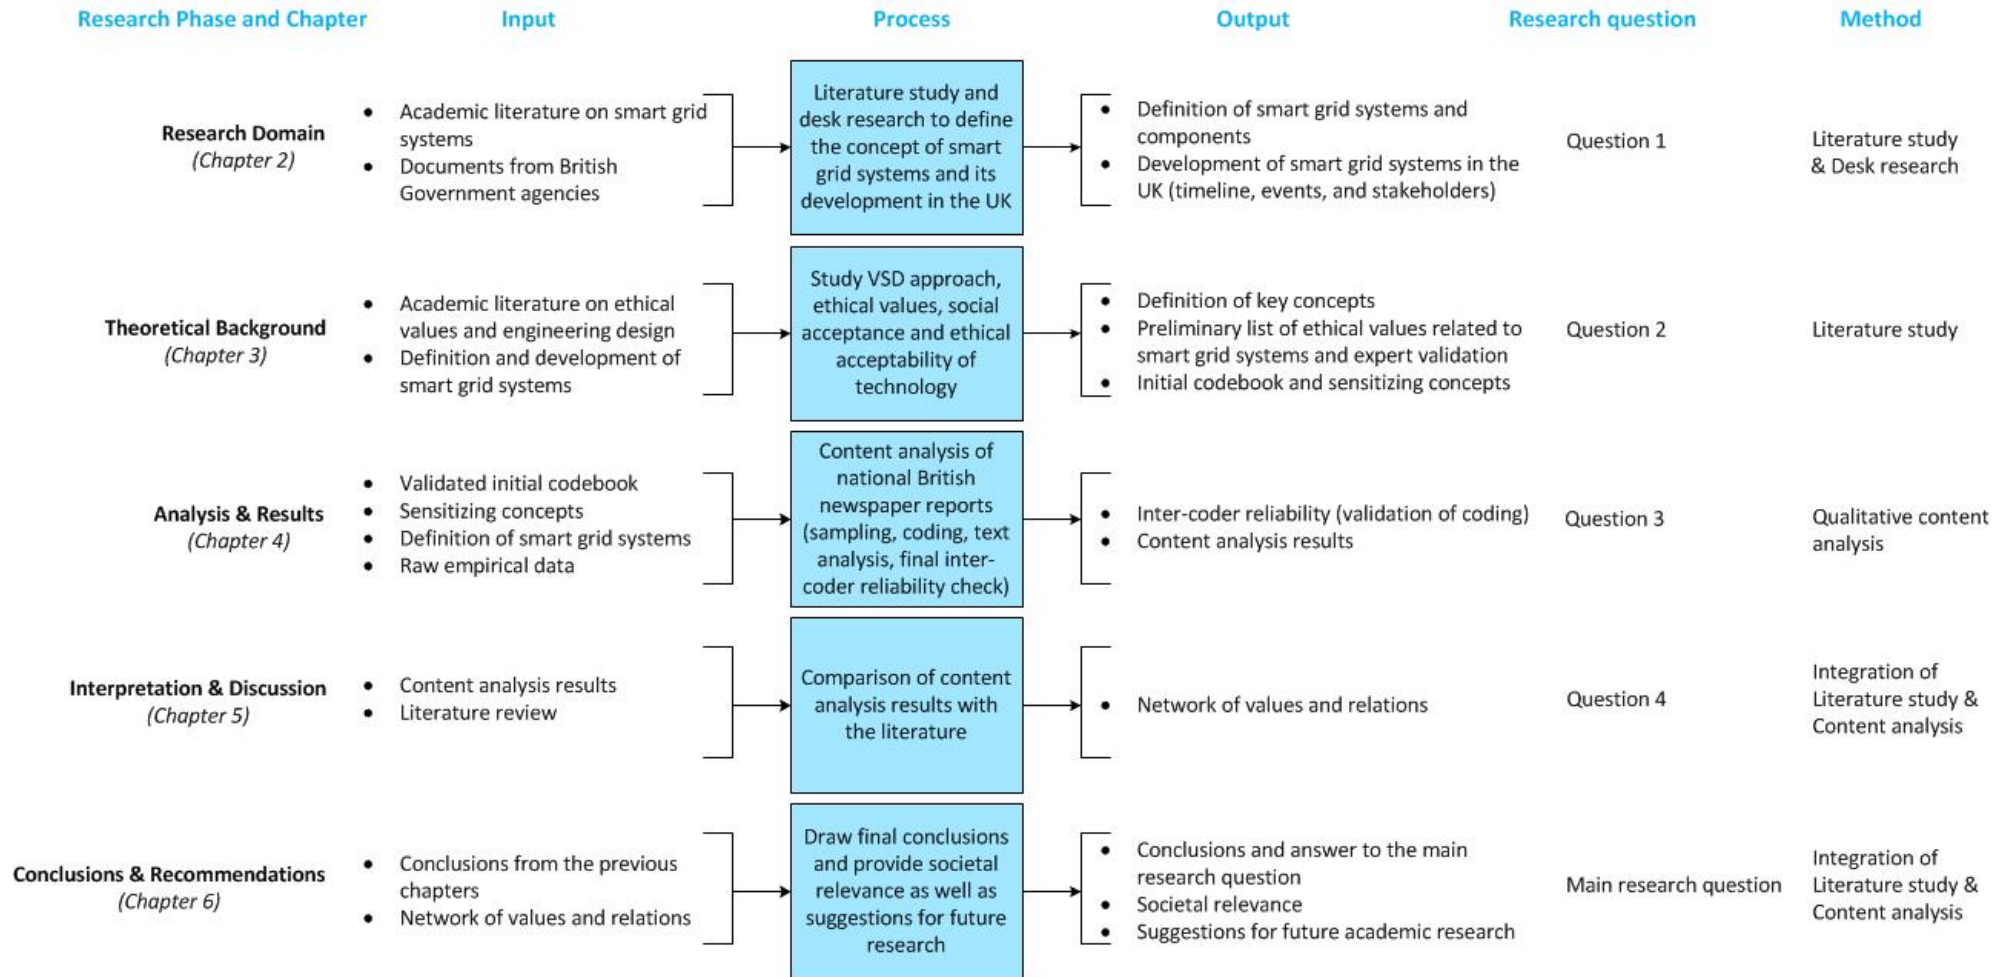 Research Phase and Chapter
Input
Process
Output
Research question
Method
Research Domain
(Chapter 2)
• Academic literature on smart grid
systems
• Documents from British
Government agencies
Literature study and
desk research to define
the concept of smart
grid systems and its
development in the UK
• Definition of smart grid systems and
components
• Development of smart grid systems in the
UK (timeline, events, and stakeholders)
Question 1
Literature study
& Desk research
Theoretical Background
(Chapter 3)
• Academic literature on ethical
values and engineering design
• Definition and development of
smart grid systems
Study VSD approach,
ethical values, social
acceptance and ethical
acceptability of
technology
• Definition of key concepts
• Preliminary list of ethical values related to
smart grid systems and expert validation
• Initial codebook and sensitizing concepts
Question 2
Literature study
Analysis & Results
(Chapter 4)
• Validated initial codebook
• Sensitizing concepts
• Definition of smart grid systems
• Raw empirical data
Content analysis of
national British
newspaper reports
(sampling, coding, text
analysis, final inter-
coder reliability check)
• Inter-coder reliability (validation of coding)
• Content analysis results
Question 3
Qualitative content
analysis
Interpretation & Discussion
(Chapter 5)
• Content analysis results
• Literature review
Comparison of content
analysis results with
the literature
• Network of values and relations
Question 4
Integration of
Literature study &
Content analysis
Conclusions & Recommendations
(Chapter 6)
• Conclusions from the previous
chapters
• Network of values and relations
Draw final conclusions
and provide societal
relevance as well as
suggestions for future
research
• Conclusions and answer to the main
research question
• Societal relevance
• Suggestions for future academic research
Main research question
Integration of
Literature study &
Content analysis